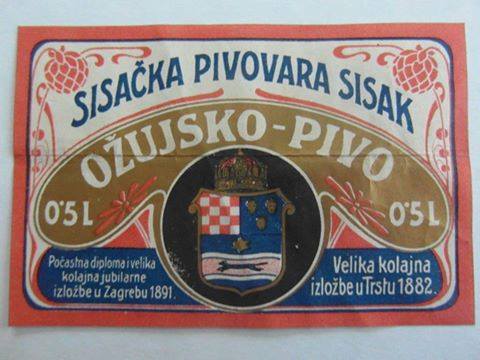 SISAČKA PIVOVARA SISAK
OŽUJSKO-PIVO
0·5 L
0·5 L
Počastna diploma i velika
kolajna jubilarne
izložbe u Zagrebu 1891.
Velika kolajna
izložbe u Trstu 1882.